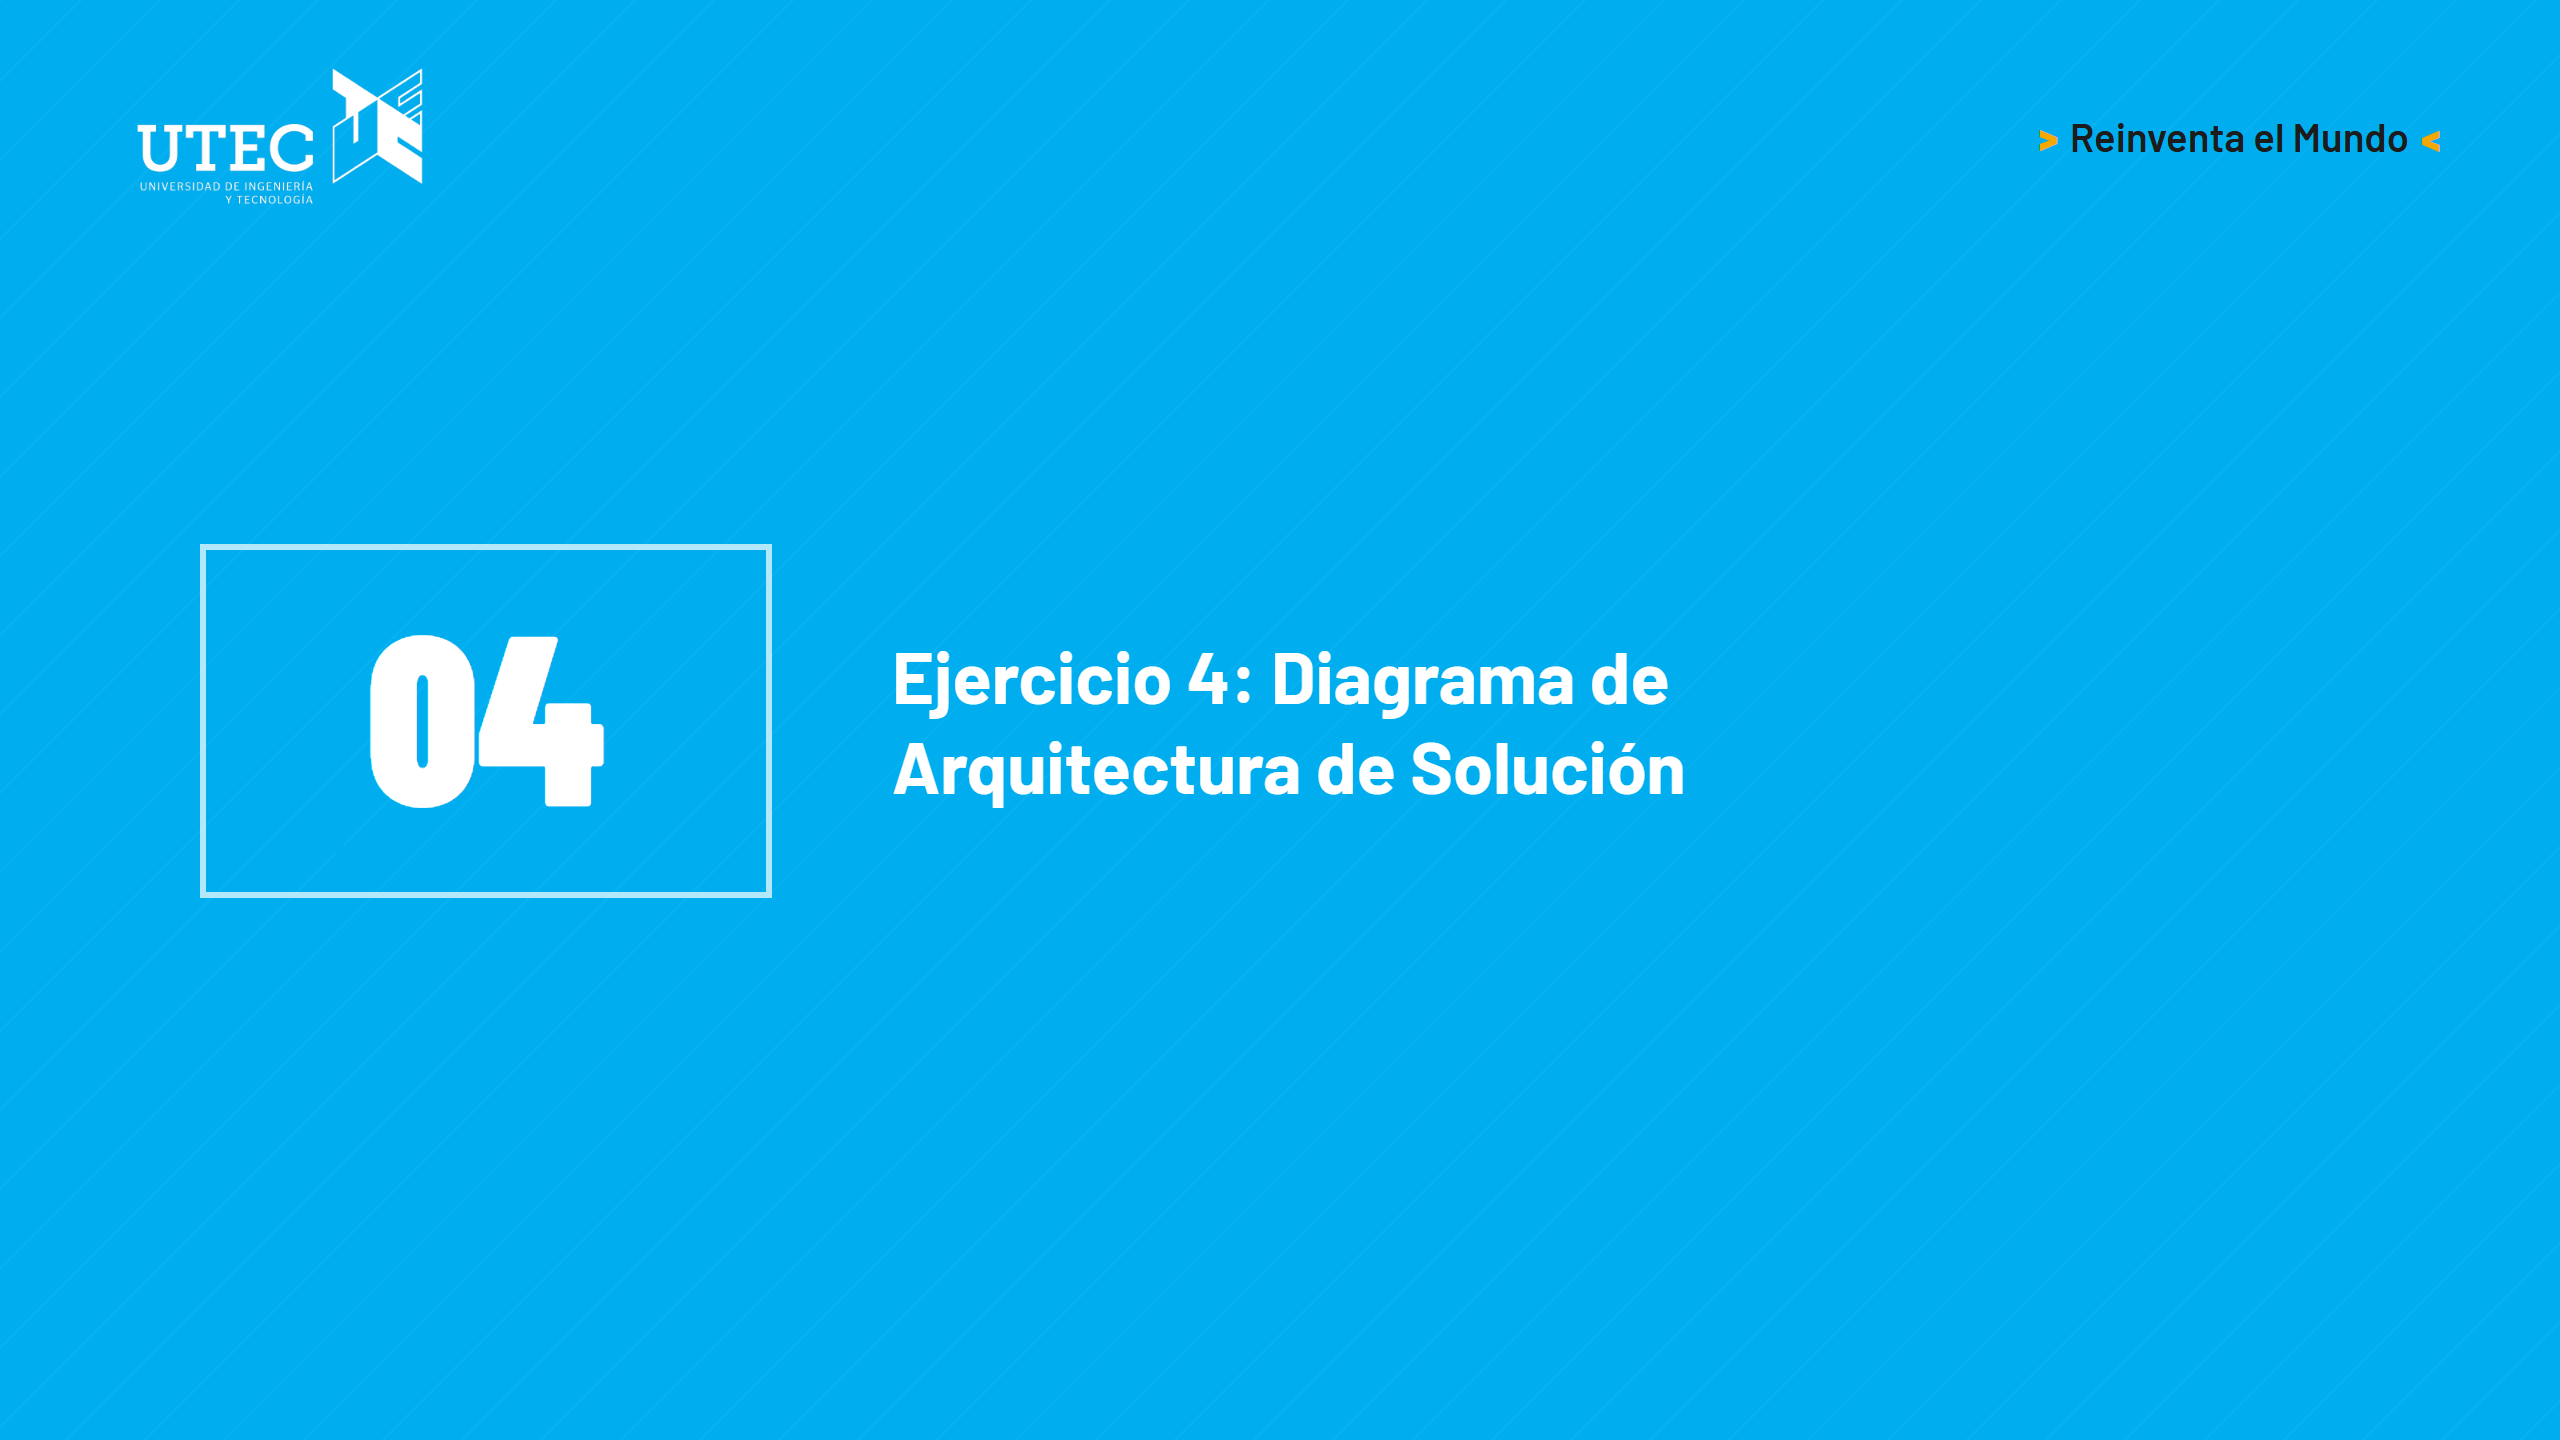 UTEC
UNIVERSIDAD DE INGENIERÍA
Y TECNOLOGÍA
> Reinventa el Mundo <
04
Ejercicio 4: Diagrama de
Arquitectura de Solución